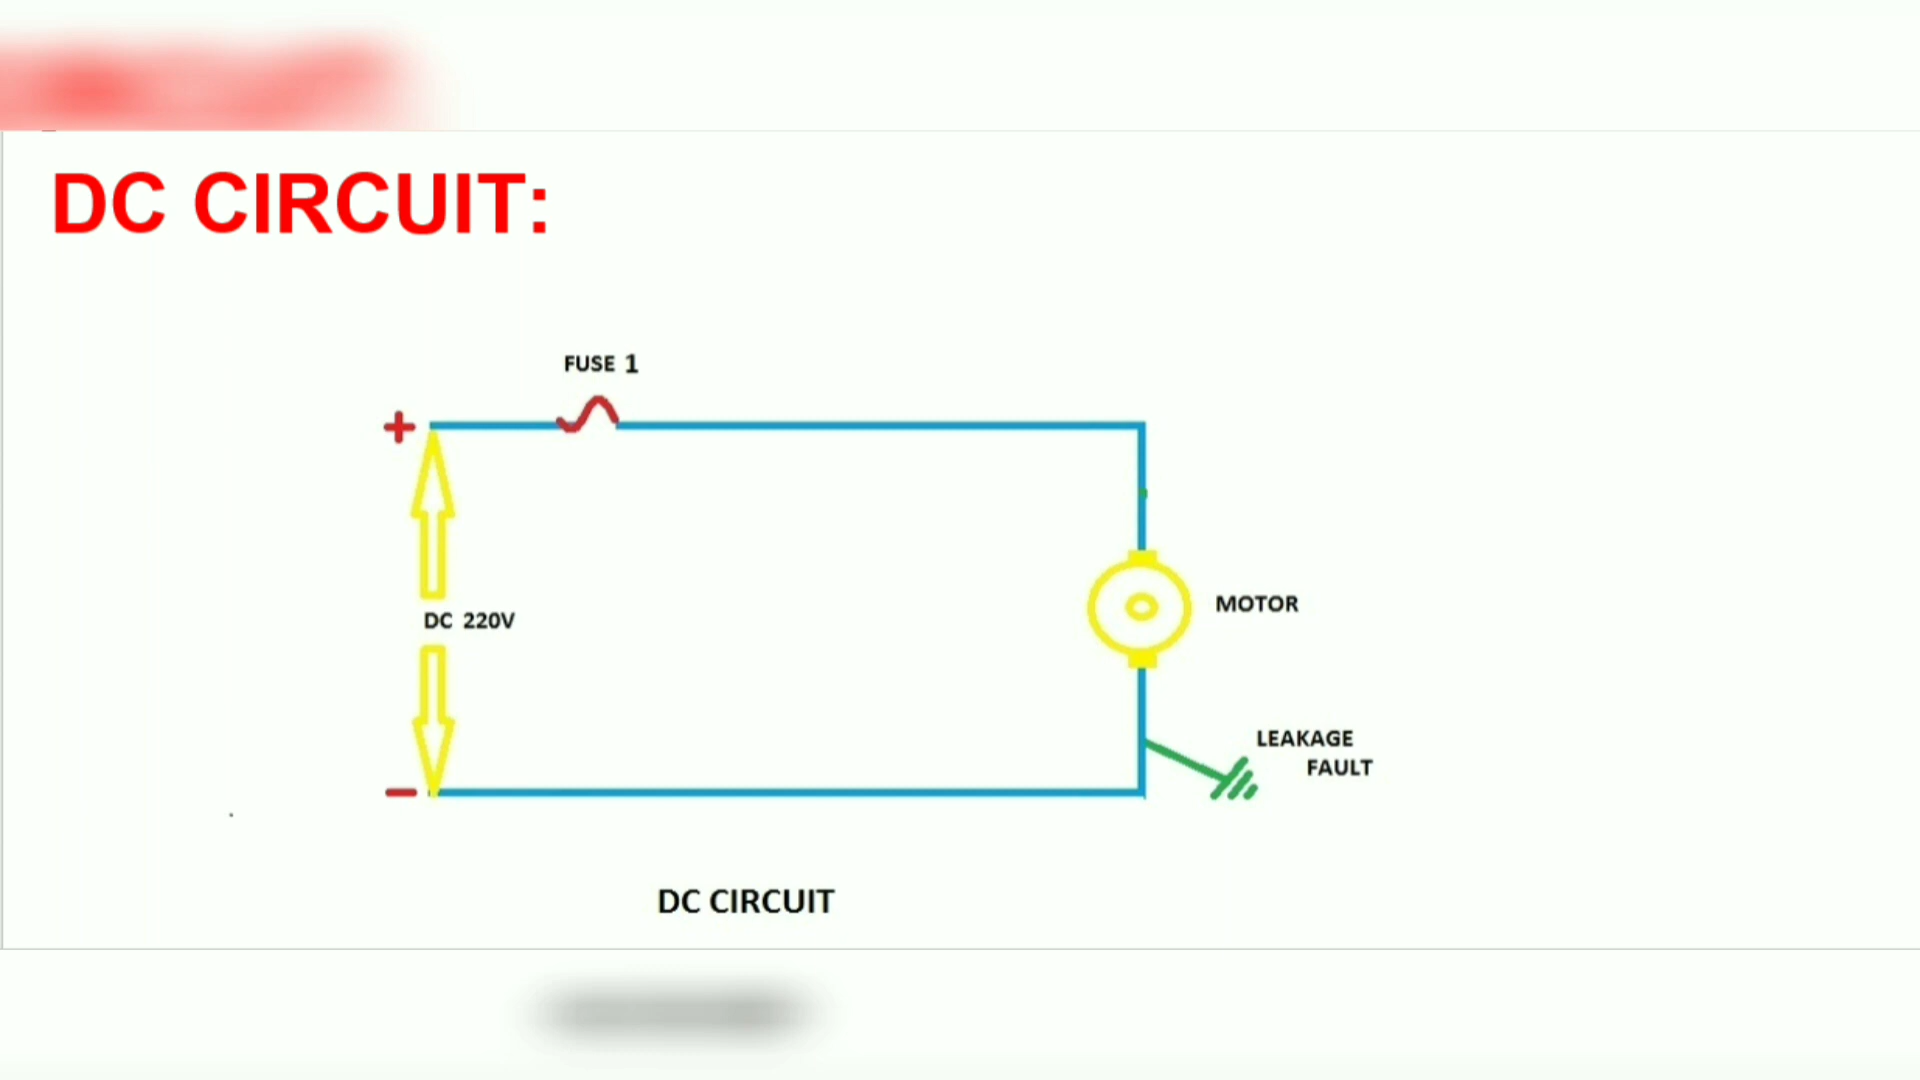 DC CIRCUIT:
FUSE 1
+
DC 220V
MOTOR
LEAKAGE
FAULT
−
DC CIRCUIT